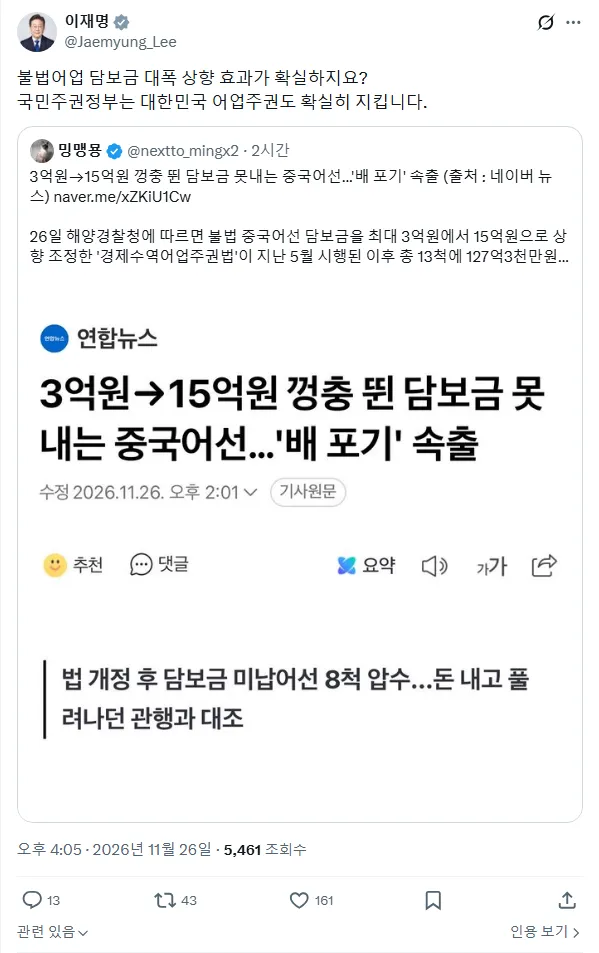 이재명
@Jaemyung_Lee
불법어업 담보금 대폭 상향 효과가 확실하지요?
국민주권정부는 대한민국 어업주권도 확실히 지킵니다.
밍맹용 @nextto_mingx2 · 2시간
3억원→15억원 껑충 뛴 담보금 못내는 중국어선...'배 포기' 속출 (출처 : 네이버 뉴
스) naver.me/xZKiU1Cw
26일 해양경찰청에 따르면 불법 중국어선 담보금을 최대 3억원에서 15억원으로 상
향 조정한 '경제수역어업주권법'이 지난 5월 시행된 이후 총 13척에 127억3천만원...
연합뉴스 연합뉴스
3억원→15억원 껑충 뛴 담보금 못
내는 중국어선...'배 포기' 속출
수정 2026.11.26. 오후 2:01 기사원문
추천 댓글 요약 가가
법 개정 후 담보금 미납어선 8척 압수...돈 내고 풀
려나던 관행과 대조
오후 4:05 · 2026년 11월 26일 · 5,461 조회수
13 43 161
관련 있음 인용 보기